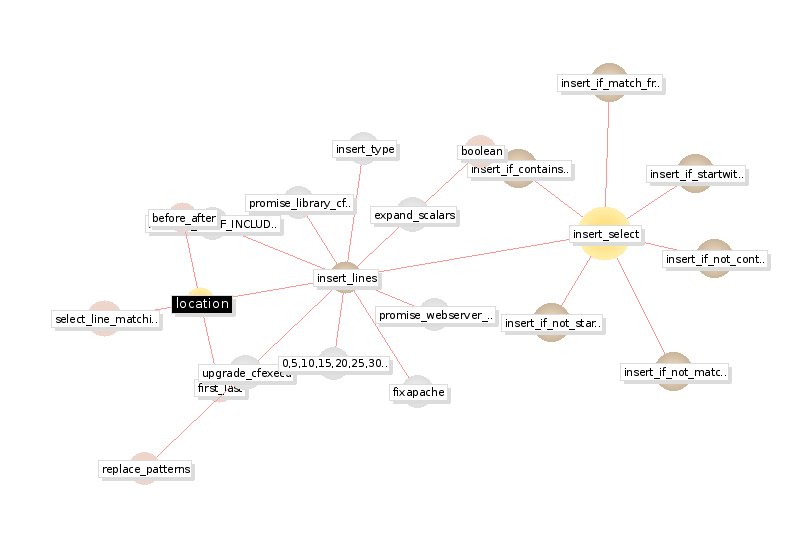 insert_if_match_fr..
insert_type
boolean
insert_if_contains..
insert_if_startwit..
promise_library_cf..
expand_scalars
before_after
F_INCLUD..
insert_select
insert_if_not_cont..
insert_lines
location
select_line_matchi..
promise_webserver_..
insert_if_not_star..
0,5,10,15,20,25,30..
upgrade_cfexecd
insert_if_not_matc..
first_last
fixapache
replace_patterns